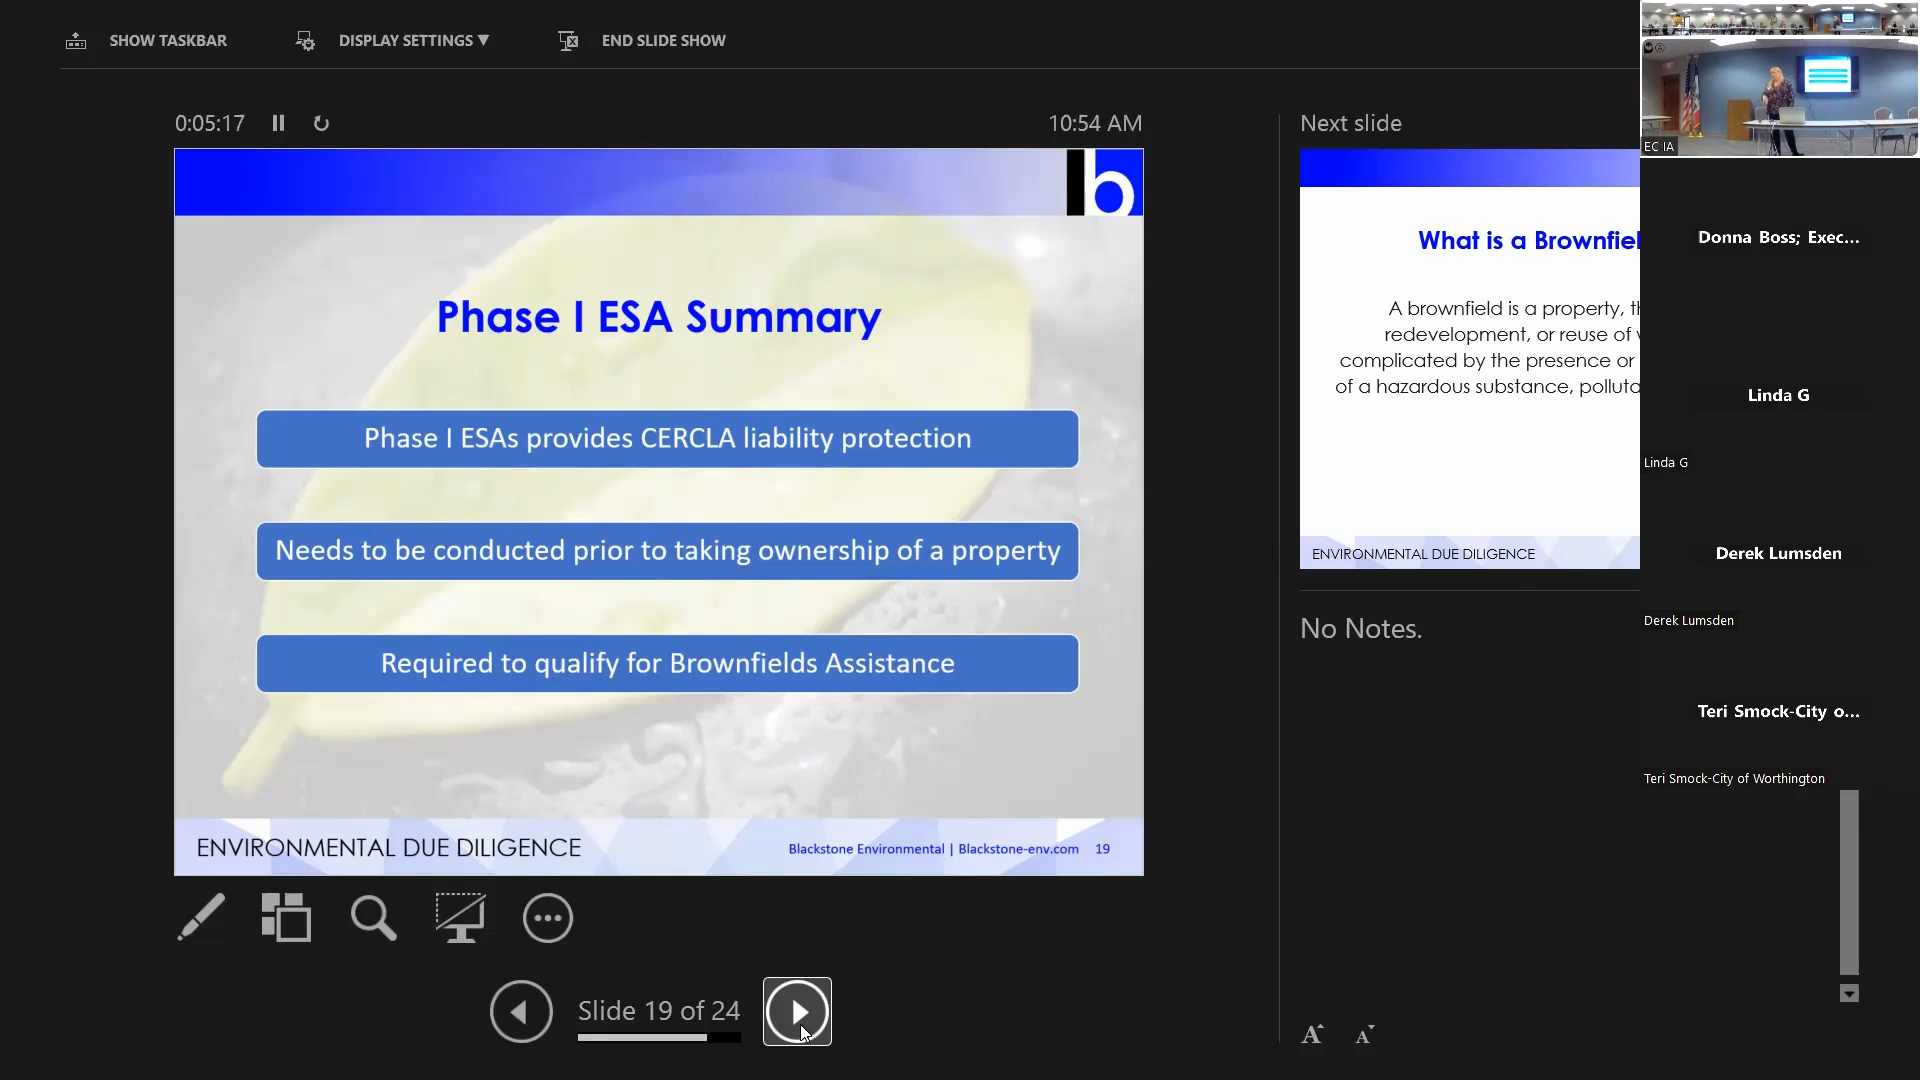 SHOW TASKBAR
DISPLAY SETTINGS ▼
END SLIDE SHOW
0:05:17
10:54 AM
b
Phase I ESA Summary
Phase I ESAs provides CERCLA liability protection
Needs to be conducted prior to taking ownership of a property
Required to qualify for Brownfields Assistance
ENVIRONMENTAL DUE DILIGENCE
Blackstone Environmental | Blackstone-env.com 19
Slide 19 of 24
Next slide
What is a Brownfiel
A brownfield is a property, th
redevelopment, or reuse of
complicated by the presence or
of a hazardous substance, polluta
ENVIRONMENTAL DUE DILIGENCE
No Notes.
A A
ECIA
Donna Boss; Exec...
Linda G
Linda G
Derek Lumsden
Derek Lumsden
Teri Smock-City o...
Teri Smock-City of Worthington